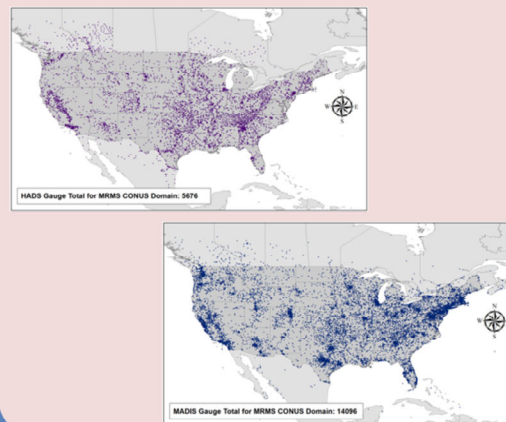 N
W E
S
HADS Gauge Total for MRMS CONUS Domain: 5676
N
W
S
MADIS Gauge Total for MRMS CONUS Domain: 14096